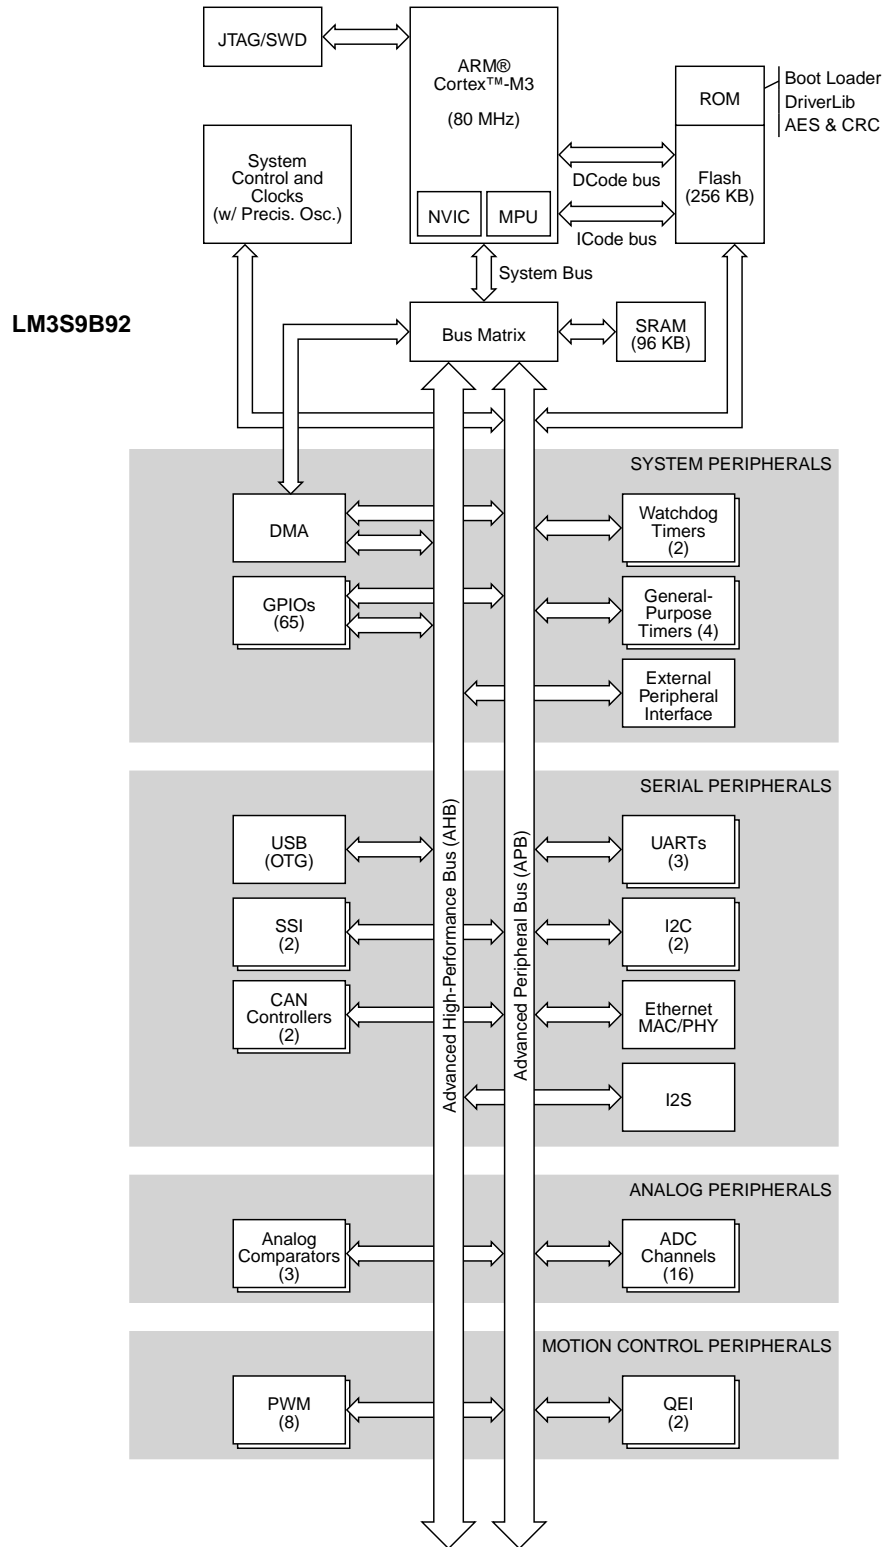 JTAG/SWD
ARM®
Cortex™-M3
(80 MHz)
NVIC
MPU
ROM
Boot Loader
DriverLib
AES & CRC
Flash
(256 KB)
DCode bus
ICode bus
System
Control and
Clocks
(w/ Precis. Osc.)
System Bus
LM3S9B92
Bus Matrix
SRAM
(96 KB)
SYSTEM PERIPHERALS
DMA
Watchdog
Timers
(2)
GPIOs
(65)
General-
Purpose
Timers (4)
External
Peripheral
Interface
Advanced High-Performance Bus (AHB)
Advanced Peripheral Bus (APB)
SERIAL PERIPHERALS
USB
(OTG)
UARTs
(3)
SSI
(2)
I2C
(2)
CAN
Controllers
(2)
Ethernet
MAC/PHY
I2S
ANALOG PERIPHERALS
Analog
Comparators
(3)
ADC
Channels
(16)
MOTION CONTROL PERIPHERALS
PWM
(8)
QEI
(2)